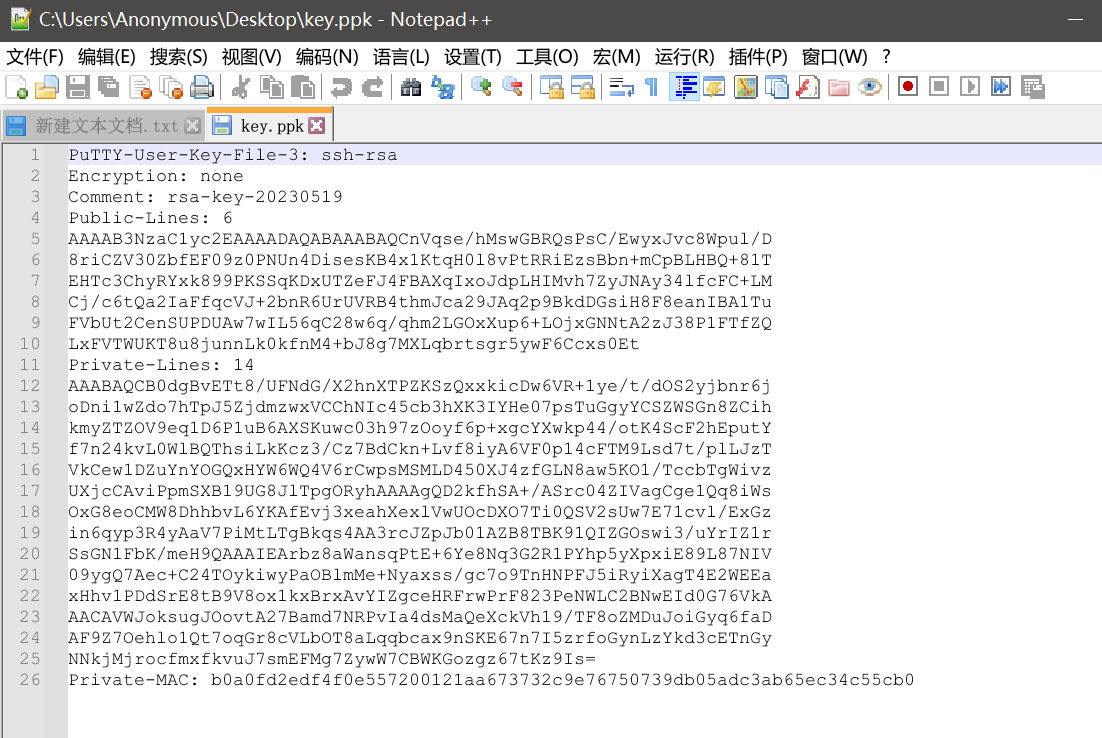 C:\Users\Anonymous\Desktop\key.ppk - Notepad++
文件(F) 编辑(E) 搜索(S) 视图(V) 编码(N) 语言(L) 设置(T) 工具(O) 宏(M) 运行(R) 插件(P) 窗口(W) ?
新建文本文档.txt key.ppk
1 PuTTY-User-Key-File-3: ssh-rsa
2 Encryption: none
3 Comment: rsa-key-20230519
4 Public-Lines: 6
5 AAAAB3NzaC1yc2EAAAADAQABAAABAQCnVqse/hMswGBRQsPsC/EwyxJvc8Wpul/D
6 8riCZV30ZbfEF09z0PNUn4DisesKB4x1KtqH0l8vPtRRiEzsBbn+mCpBLHBQ+81T
7 EHTc3ChyRYxk899PKSSqKDxUTZeFJ4FBAXqIxoJdpLHIMvh7ZyJNAy34lfcFC+LM
8 Cj/c6tQa2IaFfqcVJ+2bnR6UrUVRB4thmJca29JAq2p9BkdDGsiH8F8eanIBA1Tu
9 FVbUt2CenSUPDUAw7wIL56qC28w6q/qhm2LGOxXup6+LOjxGNNtA2zJ38P1FTfZQ
10 LxFVTWUKT8u8junnLk0kfnM4+bJ8g7MXLqbrtsgr5ywF6Ccxs0Et
11 Private-Lines: 14
12 AAABAQCB0dgBvETt8/UFNdG/X2hnXTPZKSzQxxkicDw6VR+1ye/t/dOS2yjbnr6j
13 oDni1wZdo7hTpJ5ZjdmzwxVCChNIc45cb3hXK3IYHe07psTuGgyYCSZWSGn8ZCih
14 kmyZTZOV9eq1D6P1uB6AXSKuwc03h97zOoyf6p+xgcYXwkp44/otK4ScF2hEputY
15 f7n24kvL0WlBQThsiLkKcz3/Cz7BdCkn+Lvf8iyA6VF0p14cFTM9Lsd7t/plLJzT
16 VkCew1DZuYnYOGQxHYW6WQ4V6rCwpsMSMLD450XJ4zfGLN8aw5KO1/TccbTgWivz
17 UXjcCAviPpmSXB19UG8JlTpgORyhAAAAgQD2kfhSA+/ASrc04ZIVagCge1Qq8iWs
18 OxG8eoCMW8DhhbvL6YKAfEvj3xeahXexlVwUOcDXO7Ti0QSV2sUw7E71cvl/ExGz
19 in6qyp3R4yAaV7PiMtLTgBkqs4AA3rcJZpJb01AZB8TBK91QIZGOswi3/uYrIZ1r
20 SsGN1FbK/meH9QAAAIEArbz8aWansqPtE+6Ye8Nq3G2R1PYhp5yXpxiE89L87NIV
21 09ygQ7Aec+C24TOykiwyPaOBlmMe+Nyaxss/gc7o9TnHNPFJ5iRyiXagT4E2WEEa
22 xHhv1PDdSrE8tB9V8ox1kxBrxAvYIZgceHRFrwPrF823PeNWLC2BNwEId0G76VkA
23 AACAVWJoksugJOovtA27Bamd7NRPvIa4dsMaQeXckVh19/TF8oZMDuJoiGyq6faD
24 AF9Z7Oehlo1Qt7oqGr8cVLbOT8aLqqbcax9nSKE67n7I5zrfoGynLzYkd3cETnGy
25 NNkjMjrocfmxfkvuJ7smEFMg7ZywW7CBWKGozgz67tKz9Is=
26 Private-MAC: b0a0fd2edf4f0e557200121aa673732c9e76750739db05adc3ab65ec34c55cb0